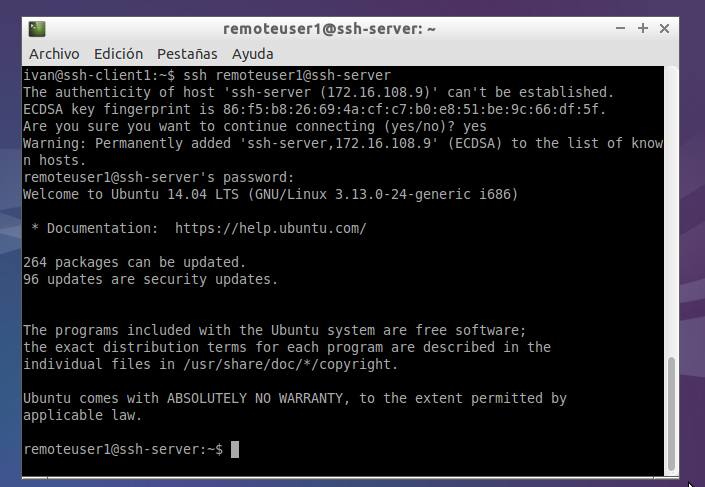 remoteuser1@ssh-server: ~
Archivo Edición Pestañas Ayuda
ivan@ssh-client1:~$ ssh remoteuser1@ssh-server
The authenticity of host 'ssh-server (172.16.108.9)' can't be established.
ECDSA key fingerprint is 86:f5:b8:26:69:4a:cf:c7:b0:e8:51:be:9c:66:df:5f.
Are you sure you want to continue connecting (yes/no)? yes
Warning: Permanently added 'ssh-server,172.16.108.9' (ECDSA) to the list of know
n hosts.
remoteuser1@ssh-server's password:
Welcome to Ubuntu 14.04 LTS (GNU/Linux 3.13.0-24-generic i686)
 * Documentation:  https://help.ubuntu.com/
264 packages can be updated.
96 updates are security updates.
The programs included with the Ubuntu system are free software;
the exact distribution terms for each program are described in the
individual files in /usr/share/doc/*/copyright.
Ubuntu comes with ABSOLUTELY NO WARRANTY, to the extent permitted by
applicable law.
remoteuser1@ssh-server:~$